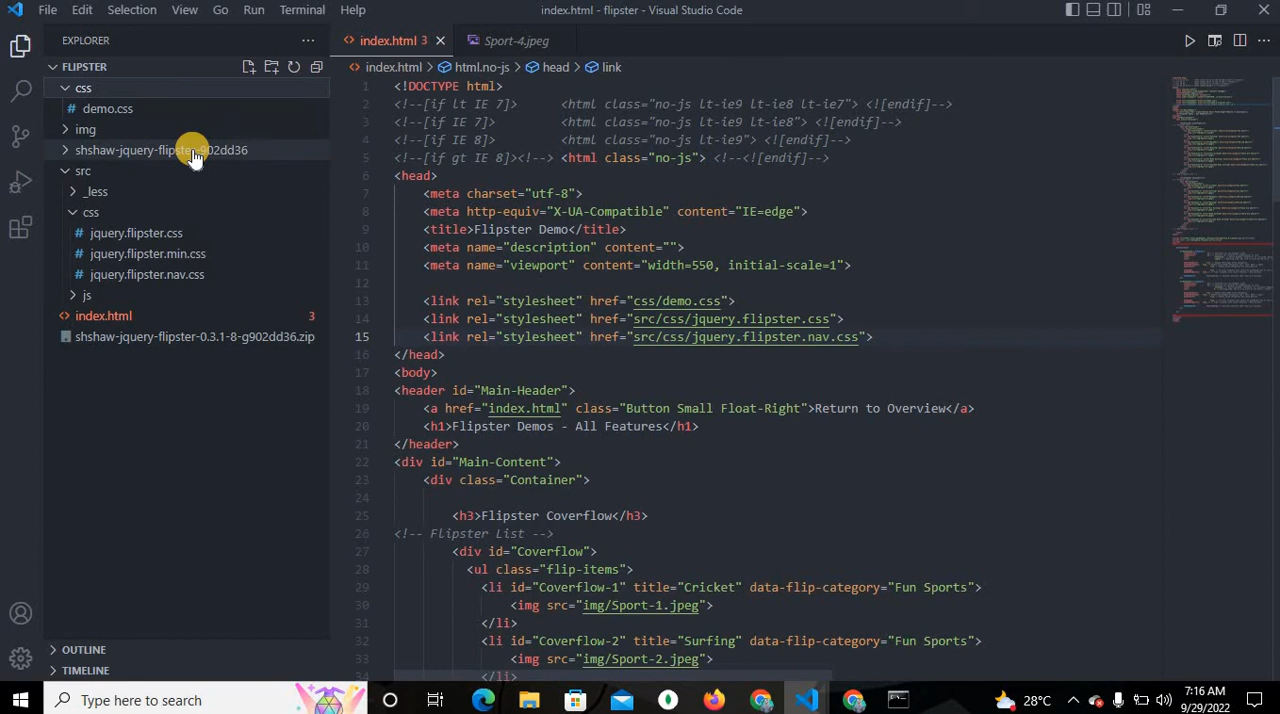 File Edit Selection View Go Run Terminal Help
index.html - flipster - Visual Studio Code
EXPLORER
FLIPSTER
css
# demo.css
img
shshaw-jquery-flipster-902dd36
src
_less
css
# jquery.flipster.css
# jquery.flipster.min.css
# jquery.flipster.nav.css
js
<> index.html 3
shshaw-jquery-flipster-0.3.1-8-g902dd36.zip
OUTLINE
TIMELINE
<> index.html 3
Sport-4.jpeg
<> index.html > html.no-js > head > link
1 <!DOCTYPE html>
2 <!--[if lt IE 7]> <html class="no-js lt-ie9 lt-ie8 lt-ie7"> <![endif]-->
3 <!--[if IE 7]> <html class="no-js lt-ie9 lt-ie8"> <![endif]-->
4 <!--[if IE 8]> <html class="no-js lt-ie9"> <![endif]-->
5 <!--[if gt IE 8]><!--> <html class="no-js"> <!--<![endif]-->
6 <head>
7 <meta charset="utf-8">
8 <meta http-equiv="X-UA-Compatible" content="IE=edge">
9 <title>Flipster Demo</title>
10 <meta name="description" content="">
11 <meta name="viewport" content="width=550, initial-scale=1">
12
13 <link rel="stylesheet" href="css/demo.css">
14 <link rel="stylesheet" href="src/css/jquery.flipster.css">
15 <link rel="stylesheet" href="src/css/jquery.flipster.nav.css">
16 </head>
17 <body>
18 <header id="Main-Header">
19 <a href="index.html" class="Button Small Float-Right">Return to Overview</a>
20 <h1>Flipster Demos - All Features</h1>
21 </header>
22 <div id="Main-Content">
23 <div class="Container">
24
25 <h3>Flipster Coverflow</h3>
26 <!-- Flipster List -->
27 <div id="Coverflow">
28 <ul class="flip-items">
29 <li id="Coverflow-1" title="Cricket" data-flip-category="Fun Sports">
30 <img src="img/Sport-1.jpeg">
31 </li>
32 <li id="Coverflow-2" title="Surfing" data-flip-category="Fun Sports">
33 <img src="img/Sport-2.jpeg">
34 </li>
Type here to search
28°C
7:16 AM
9/29/2022